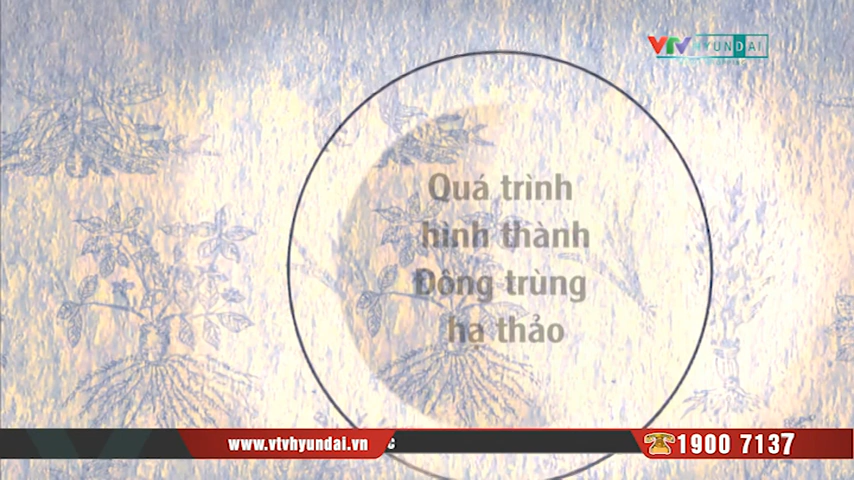 VTV HYUNDAI
Quá trình
hình thành
Đông trùng
hạ thảo
www.vtvhyundai.vn
1900 7137